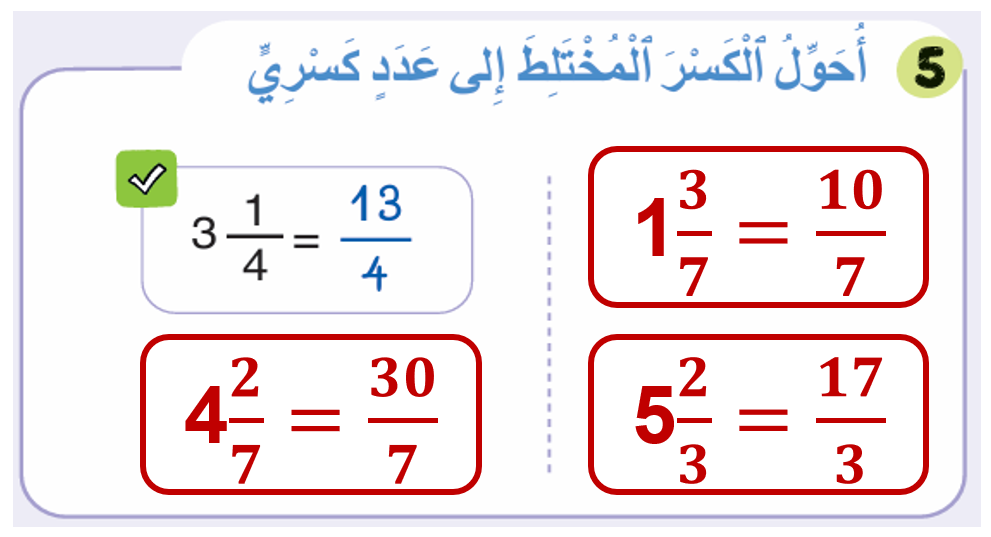 5 أُحَوِّلُ ٱلْكَسْرَ ٱلْمُخْتَلِطَ إِلى عَدَدٍ كَسْرِيٍّ
3 1/4 = 13/4
1 3/7 = 10/7
4 2/7 = 30/7
5 2/3 = 17/3